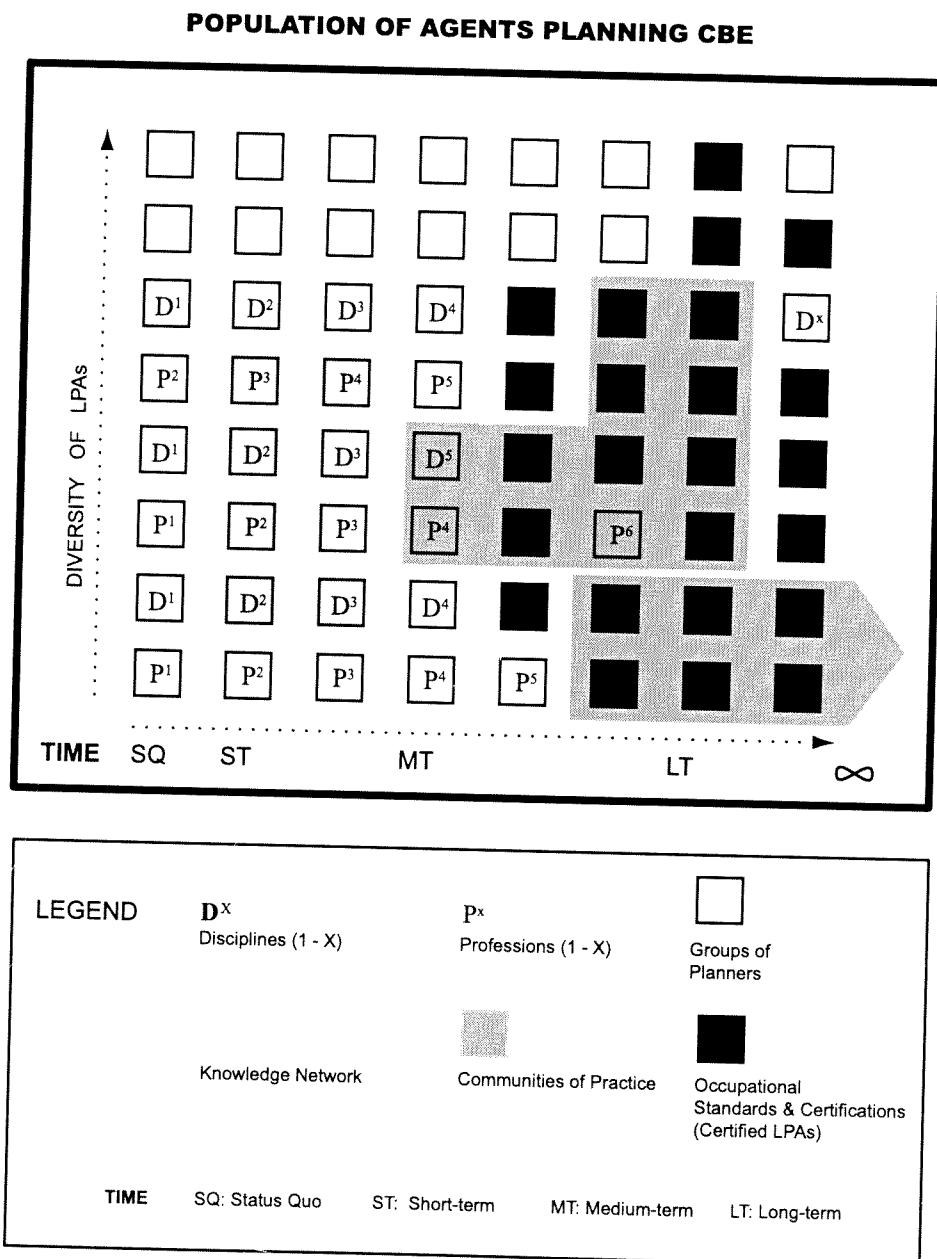 POPULATION OF AGENTS PLANNING CBE
D¹ D² D³ D⁴ Dˣ
P² P³ P⁴ P⁵
D¹ D² D³ D⁵
P¹ P² P³ P⁴ P⁶
D¹ D² D³ D⁴
P¹ P² P³ P⁴ P⁵
DIVERSITY OF LPAs
TIME SQ ST MT LT ∞
LEGEND
Dˣ
Disciplines (1 - X)
Pˣ
Professions (1 - X)
Groups of
Planners
Knowledge Network
Communities of Practice
Occupational
Standards & Certifications
(Certified LPAs)
TIME SQ: Status Quo ST: Short-term MT: Medium-term LT: Long-term